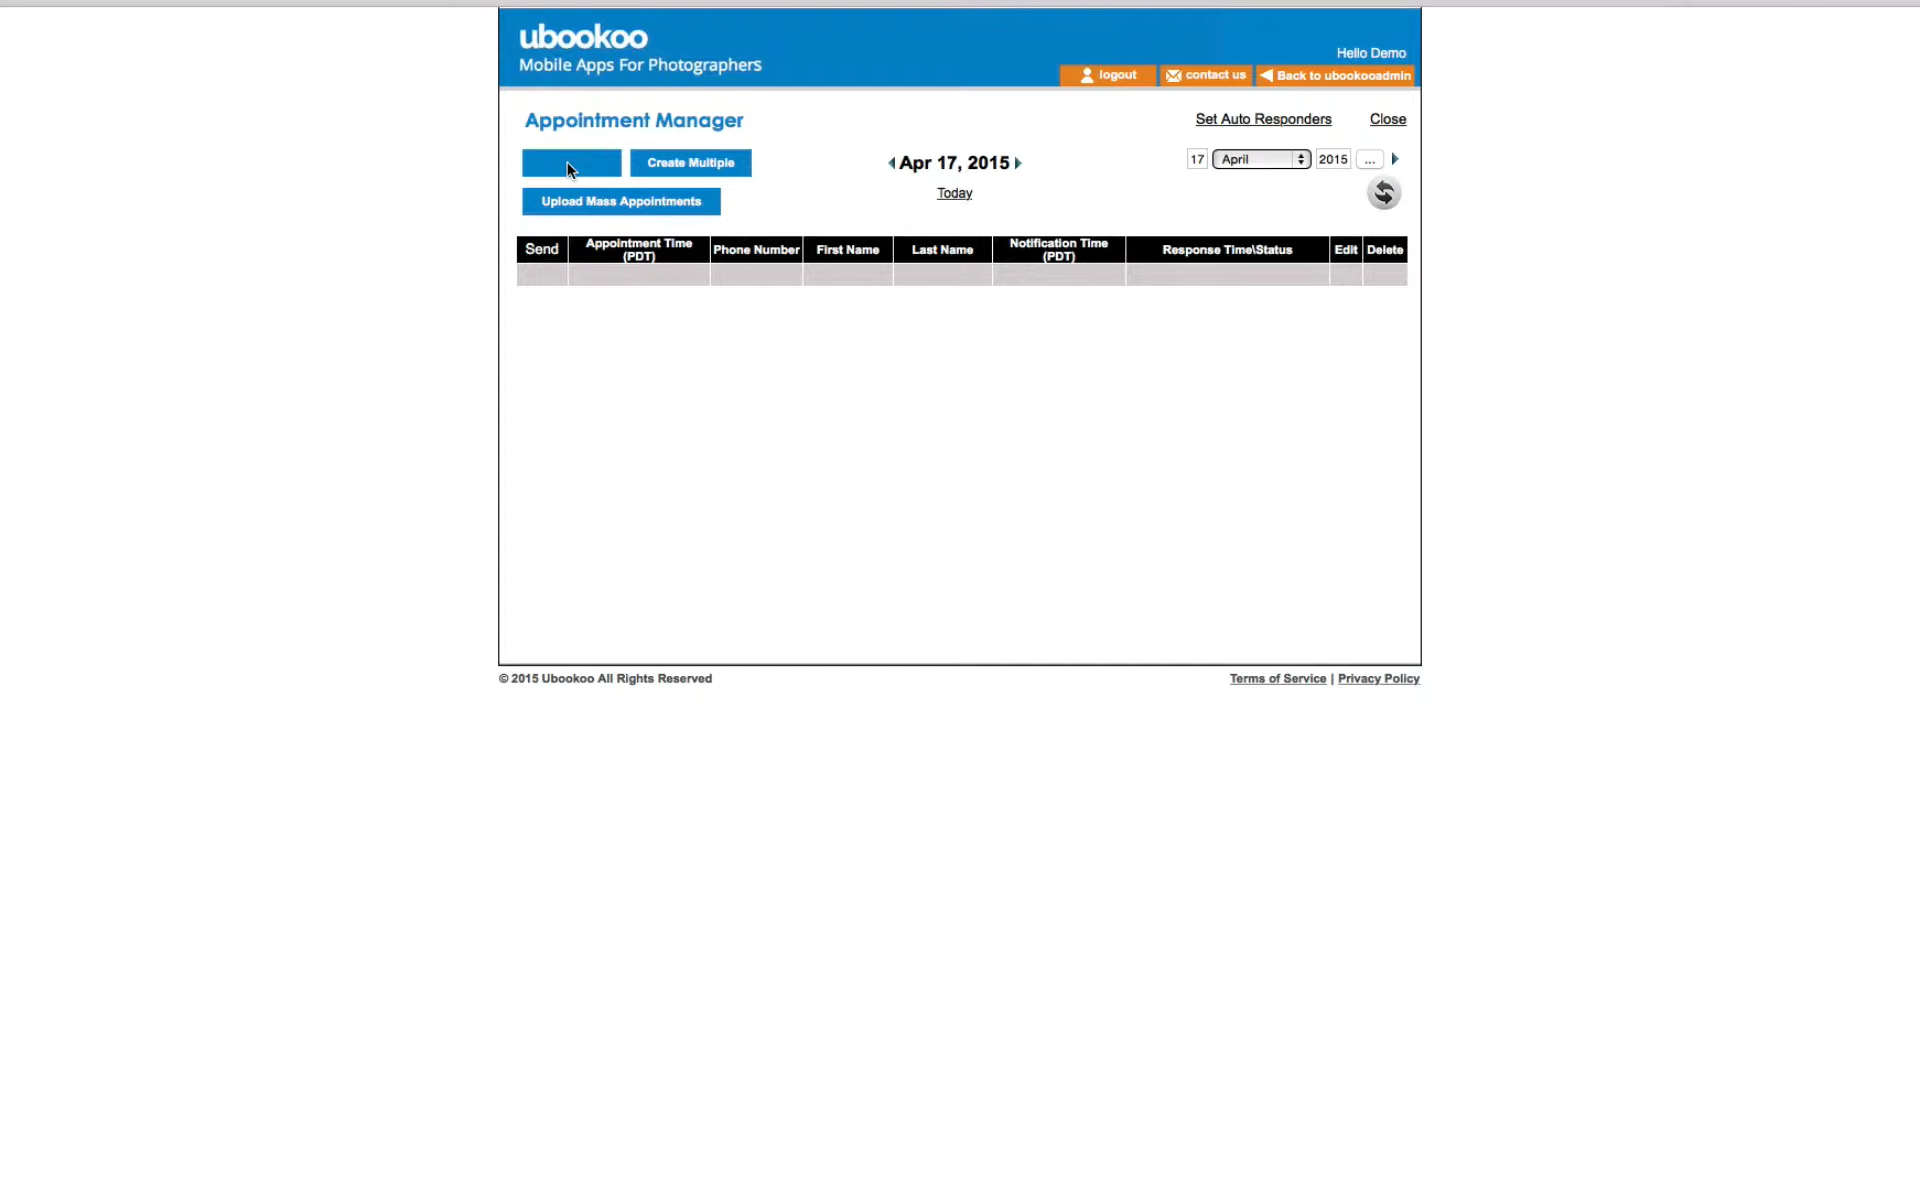 ubookoo
Mobile Apps For Photographers
Hello Demo
logout
contact us
Back to ubookooadmin
Appointment Manager
Set Auto Responders
Close
Create Multiple
Apr 17, 2015
17
April
2015
...
Today
Upload Mass Appointments
Send
Appointment Time
(PDT)
Phone Number
First Name
Last Name
Notification Time
(PDT)
Response Time\Status
Edit
Delete
© 2015 Ubookoo All Rights Reserved
Terms of Service | Privacy Policy